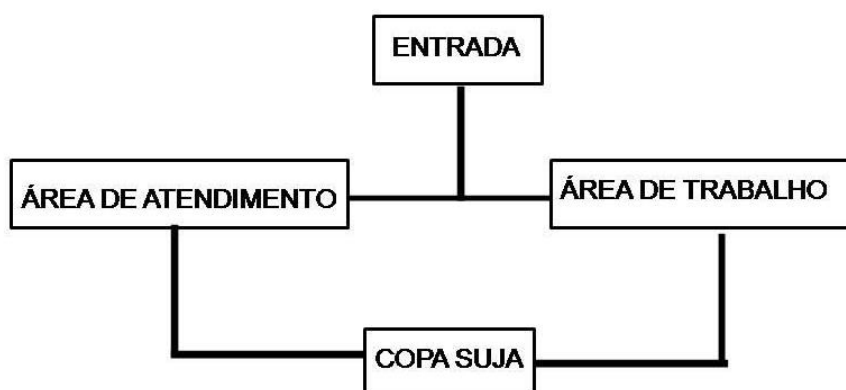 ENTRADA
ÁREA DE ATENDIMENTO
ÁREA DE TRABALHO
COPA SUJA